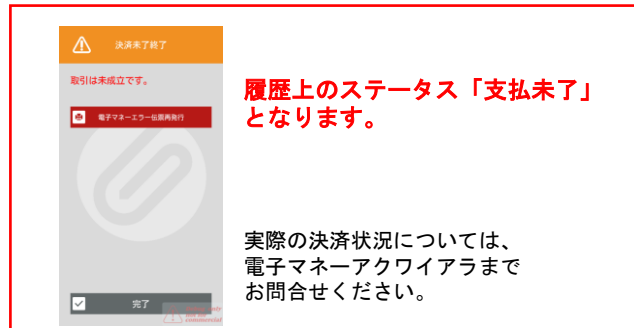 決済未了終了
取引は未成立です。
電子マネーエラー伝票再発行
完了
履歴上のステータス「支払未了」
となります。
実際の決済状況については、
電子マネーアクワイアラまで
お問合せください。